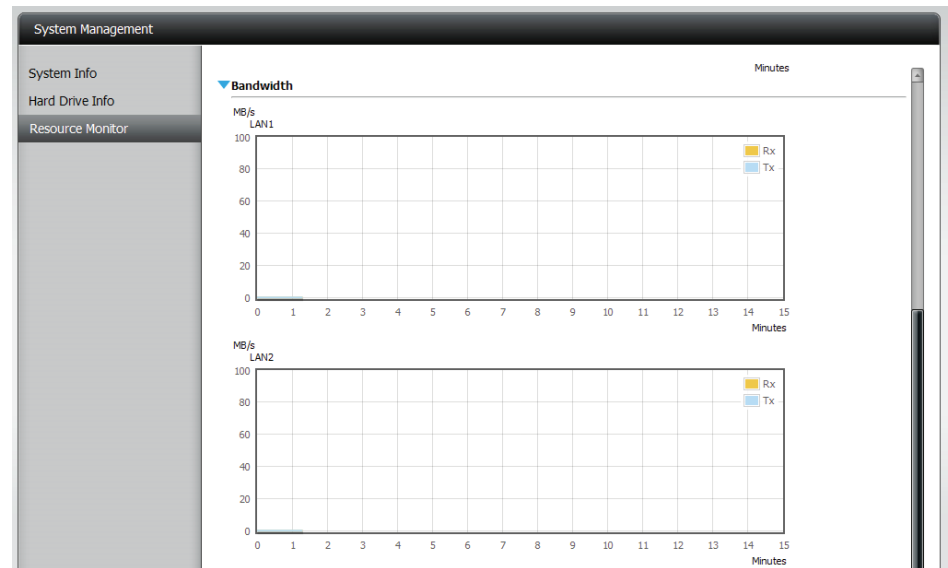 System Management
System Info
Hard Drive Info
Resource Monitor
Minutes
Bandwidth
MB/s
LAN1
100
80
60
40
20
0
Rx
Tx
0 1 2 3 4 5 6 7 8 9 10 11 12 13 14 15
Minutes
MB/s
LAN2
100
80
60
40
20
0
Rx
Tx
0 1 2 3 4 5 6 7 8 9 10 11 12 13 14 15
Minutes